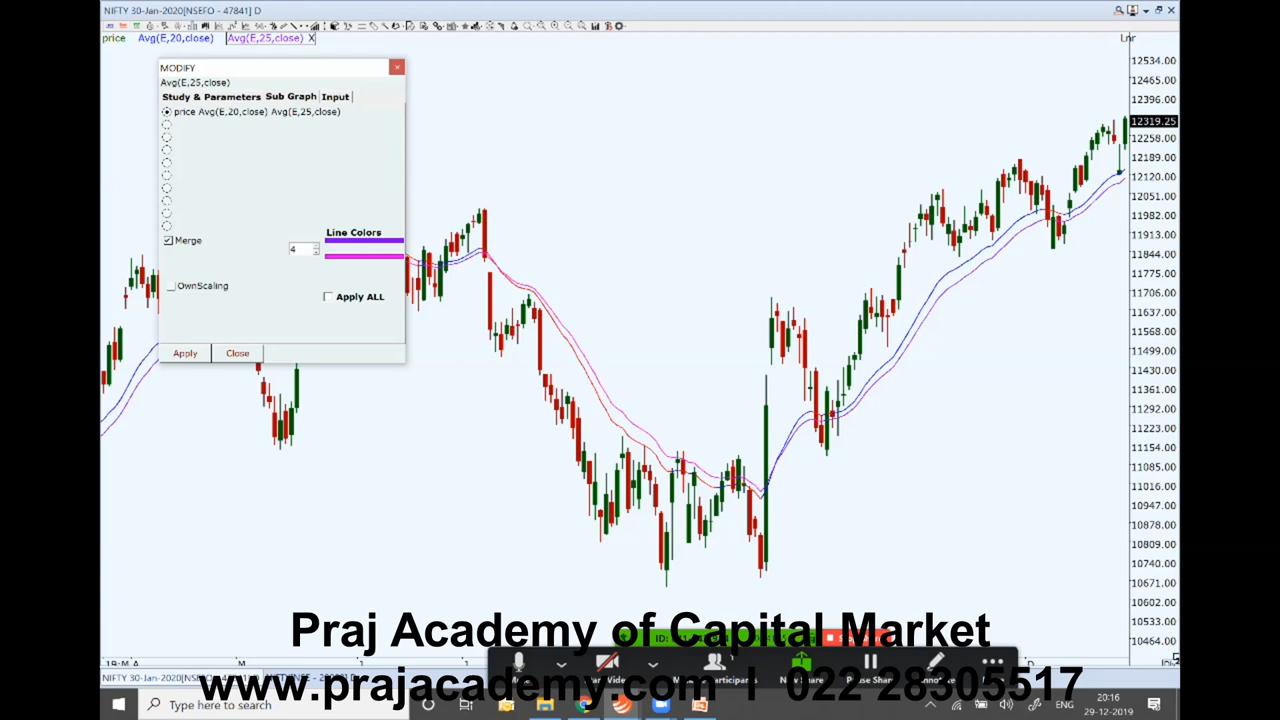 NIFTY 30-Jan-2020[NSEFO - 47841] D
price Avg(E,20,close) Avg(E,25,close) X
Lnr
MODIFY
Avg(E,25,close)
Study & Parameters Sub Graph Input
price Avg(E,20,close) Avg(E,25,close)
Merge
4
Line Colors
OwnScaling
Apply ALL
Apply Close
12534.00
12465.00
12396.00
12319.25
12258.00
12189.00
12120.00
12051.00
11982.00
11913.00
11844.00
11775.00
11706.00
11637.00
11568.00
11499.00
11430.00
11361.00
11292.00
11223.00
11154.00
11085.00
11016.00
10947.00
10878.00
10809.00
10740.00
10671.00
10602.00
10533.00
10464.00
Praj Academy of Capital Market
www.prajacademy.com I 022 28305517
Type here to search
ENG
20:16
29-12-2019